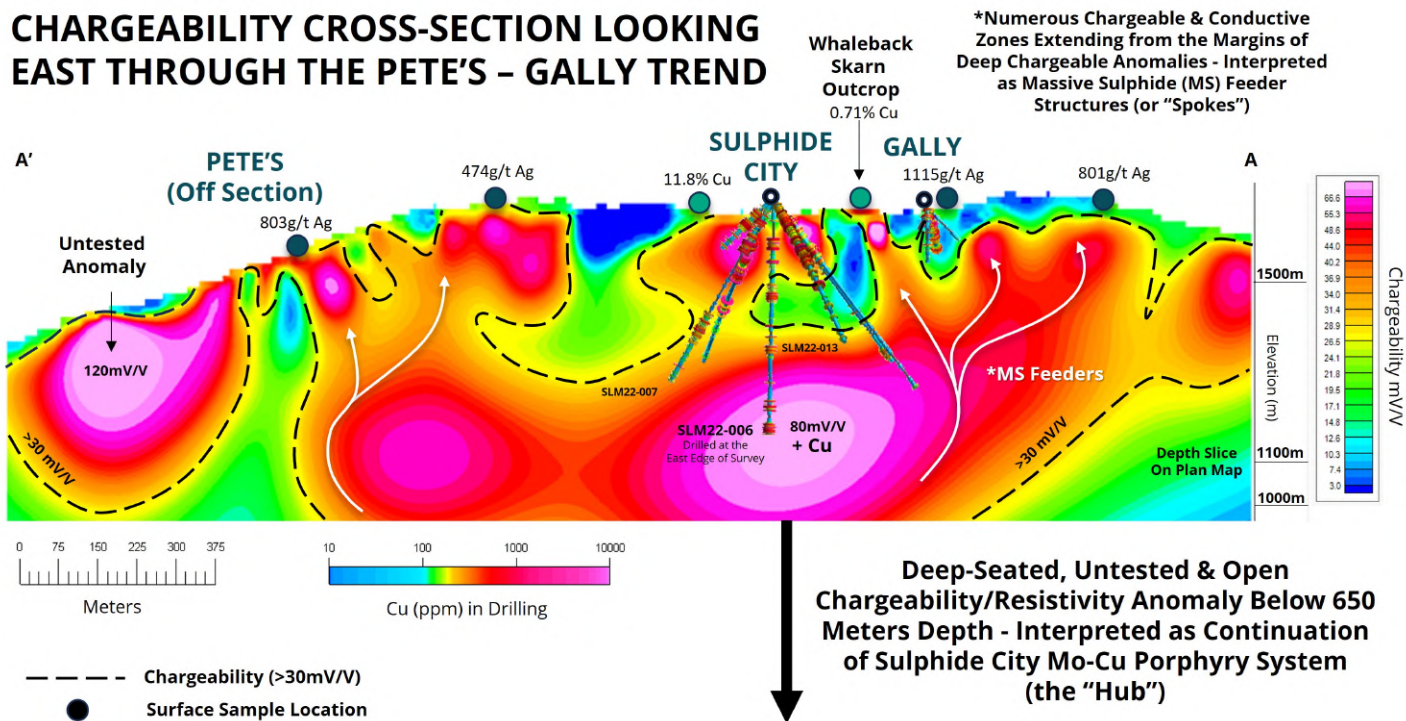 CHARGEABILITY CROSS-SECTION LOOKING
EAST THROUGH THE PETE'S – GALLY TREND
*Numerous Chargeable & Conductive
Zones Extending from the Margins of
Deep Chargeable Anomalies - Interpreted
as Massive Sulphide (MS) Feeder
Structures (or “Spokes”)
Whaleback
Skarn
Outcrop
0.71% Cu
A'
PETE'S
(Off Section)
803g/t Ag
474g/t Ag
11.8% Cu
SULPHIDE
CITY
GALLY
1115g/t Ag
801g/t Ag
A
Untested
Anomaly
120mV/V
>30 mV/V
SLM22-007
SLM22-013
SLM22-006
Drilled at the
East Edge of Survey
80mV/V
+ Cu
*MS Feeders
>30 mV/V
Depth Slice
On Plan Map
1500m
1100m
1000m
Elevation (m)
66.6
55.3
48.6
44.0
40.2
36.9
34.0
31.4
28.9
26.5
24.1
21.8
19.5
17.1
14.8
12.6
10.3
7.4
3.0
Chargeability mV/V
0 75 150 225 300 375
Meters
10 100 1000 10000
Cu (ppm) in Drilling
Deep-Seated, Untested & Open
Chargeability/Resistivity Anomaly Below 650
Meters Depth - Interpreted as Continuation
of Sulphide City Mo-Cu Porphyry System
(the “Hub”)
Chargeability (>30mV/V)
Surface Sample Location